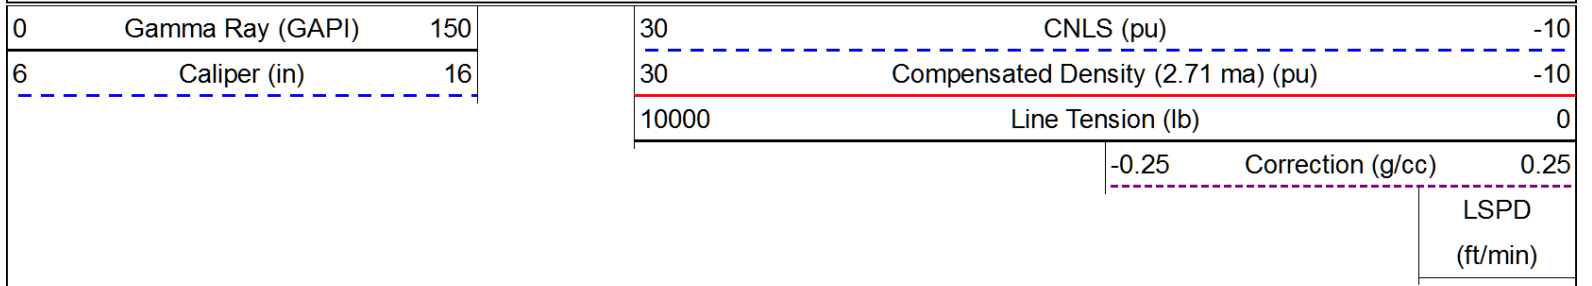 0 Gamma Ray (GAPI) 150 30 CNLS (pu) -10
6 Caliper (in) 16 30 Compensated Density (2.71 ma) (pu) -10
10000 Line Tension (lb) 0
-0.25 Correction (g/cc) 0.25
LSPD
(ft/min)